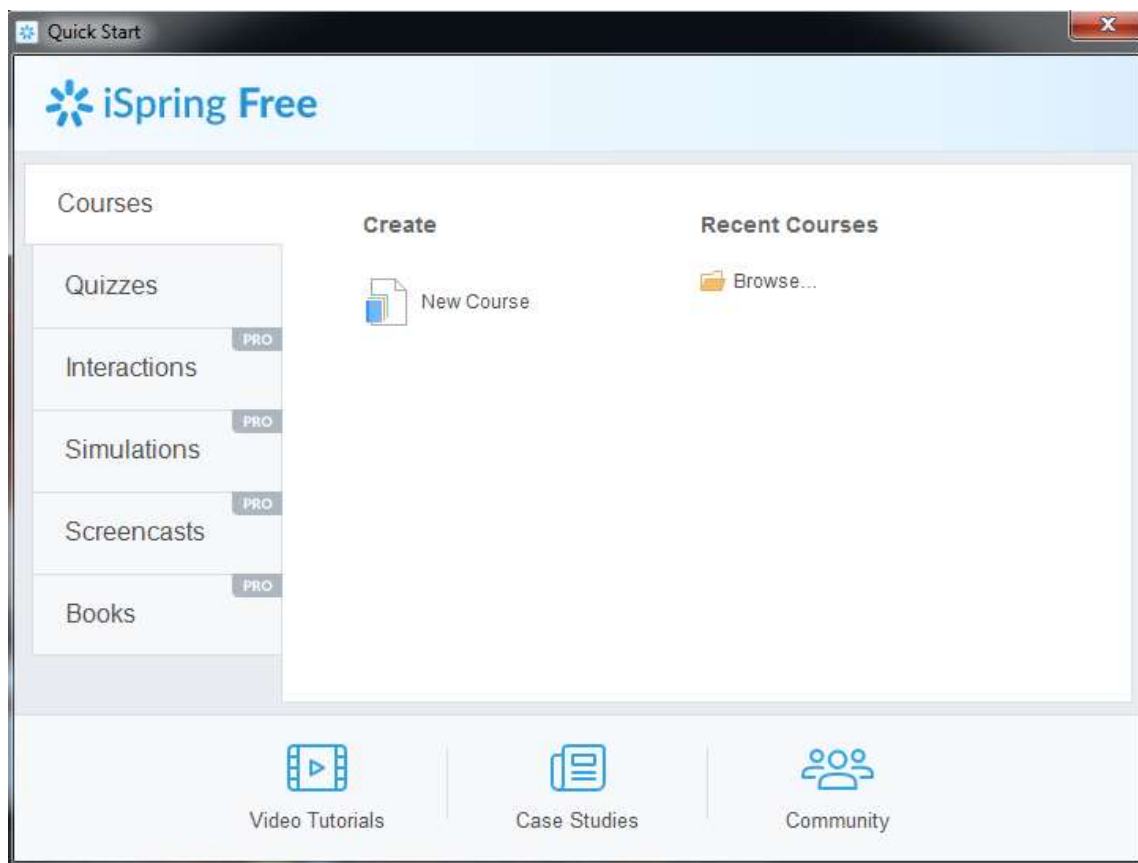 Quick Start
iSpring Free
Courses
Quizzes
PRO
Interactions
PRO
Simulations
PRO
Screencasts
PRO
Books
Create
New Course
Recent Courses
Browse...
Video Tutorials
Case Studies
Community